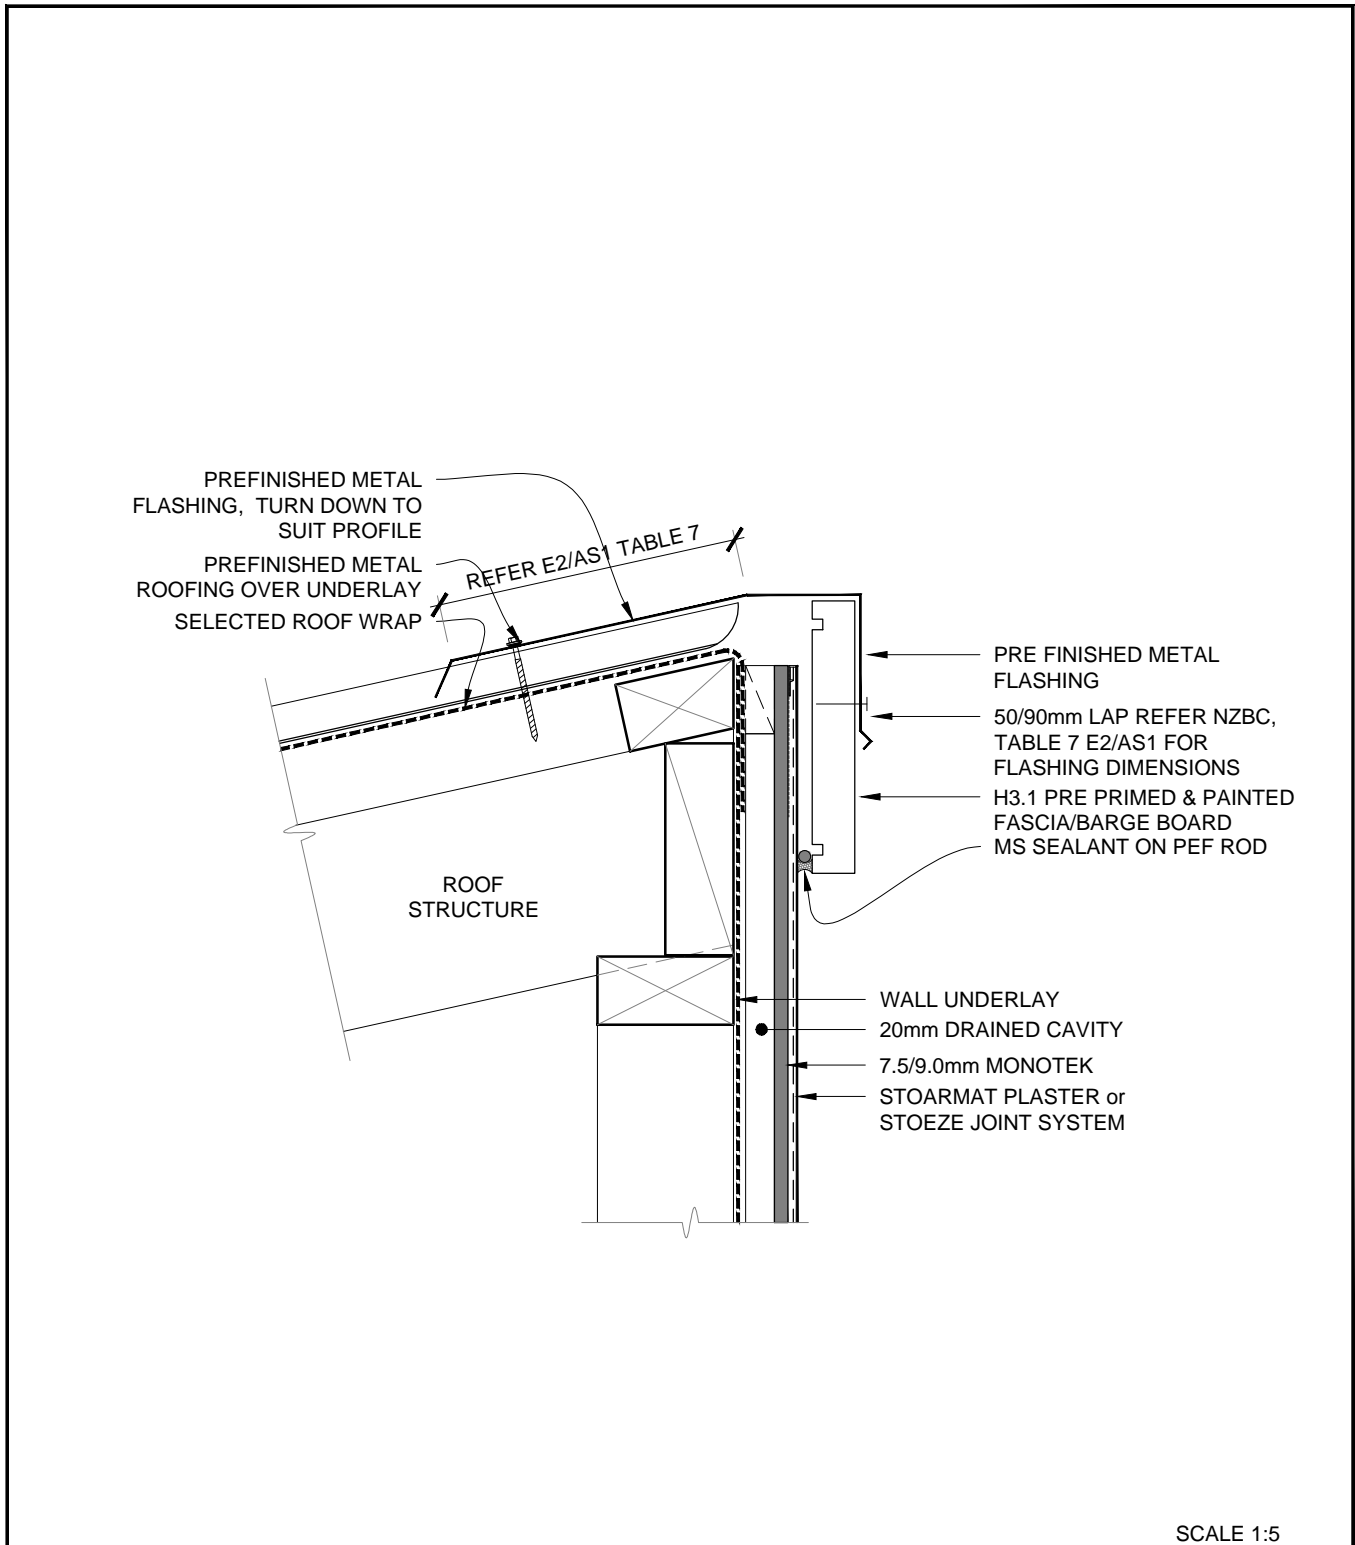 PREFINISHED METAL
FLASHING, TURN DOWN TO
SUIT PROFILE
PREFINISHED METAL
ROOFING OVER UNDERLAY
SELECTED ROOF WRAP
REFER E2/AS1 TABLE 7
PRE FINISHED METAL
FLASHING
50/90mm LAP REFER NZBC,
TABLE 7 E2/AS1 FOR
FLASHING DIMENSIONS
H3.1 PRE PRIMED & PAINTED
FASCIA/BARGE BOARD
MS SEALANT ON PEF ROD
ROOF
STRUCTURE
WALL UNDERLAY
20mm DRAINED CAVITY
7.5/9.0mm MONOTEK
STOARMAT PLASTER or
STOEZE JOINT SYSTEM
SCALE 1:5